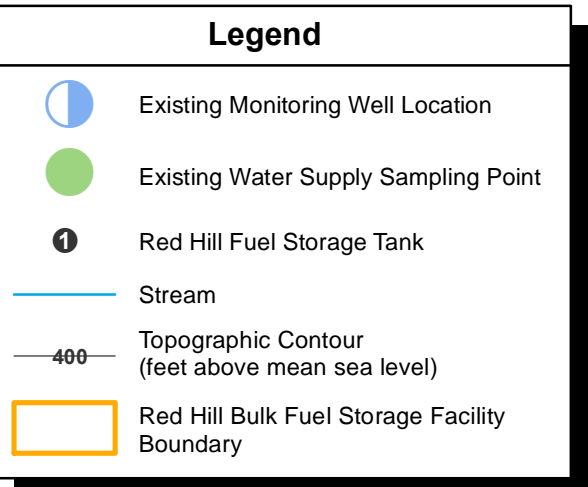 Legend
Existing Monitoring Well Location
Existing Water Supply Sampling Point
1 Red Hill Fuel Storage Tank
Stream
400 Topographic Contour
(feet above mean sea level)
Red Hill Bulk Fuel Storage Facility
Boundary